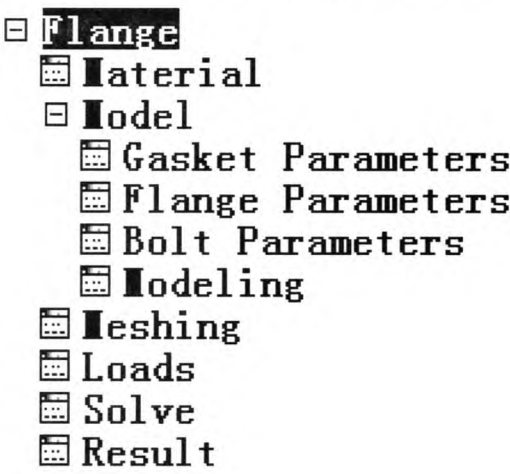 Flange
Material
Model
Gasket Parameters
Flange Parameters
Bolt Parameters
Modeling
Meshing
Loads
Solve
Result